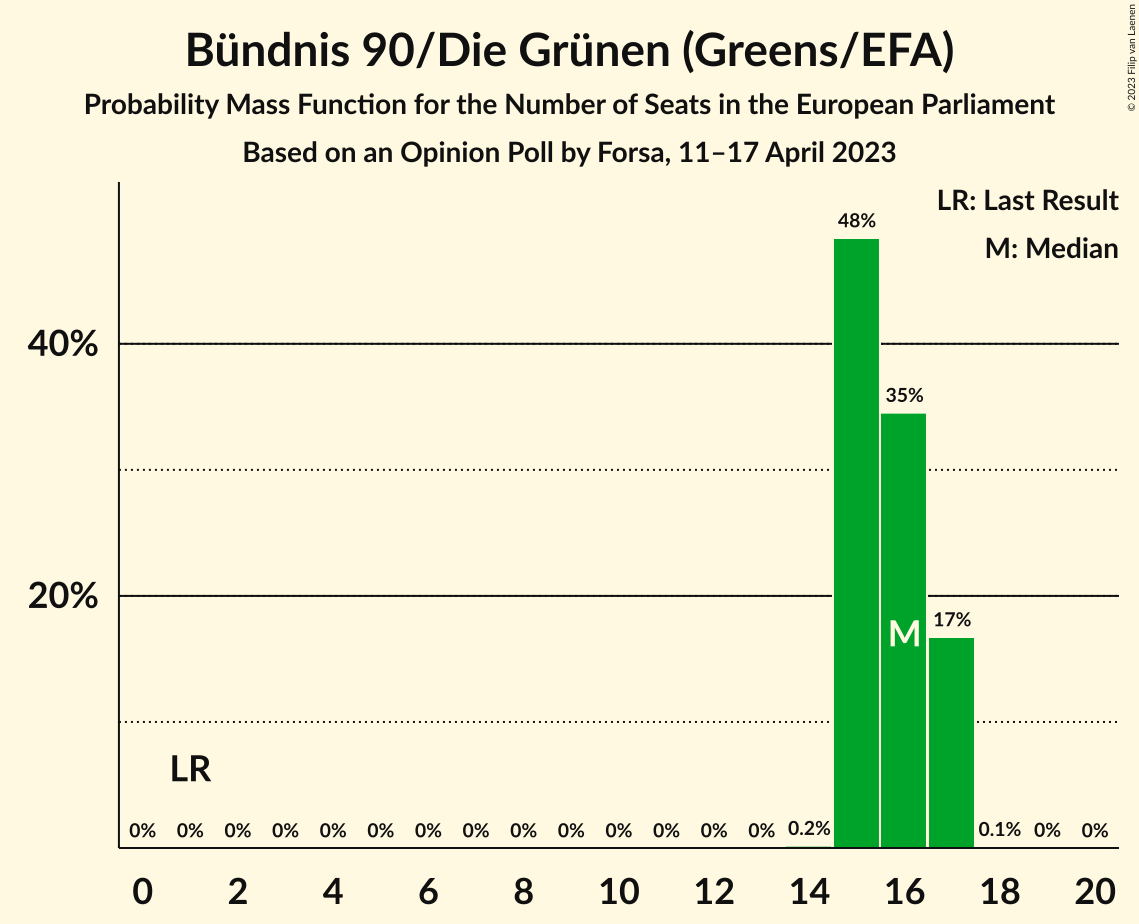 Bündnis 90/Die Grünen (Greens/EFA)
Probability Mass Function for the Number of Seats in the European Parliament
Based on an Opinion Poll by Forsa, 11–17 April 2023
© 2023 Filip van Laenen
LR: Last Result
M: Median
48%
40%
35%
20%
17%
M
LR
0% 0% 0% 0% 0% 0% 0% 0% 0% 0% 0% 0% 0% 0% 0.2% 0.1% 0% 0%
0 2 4 6 8 10 12 14 16 18 20